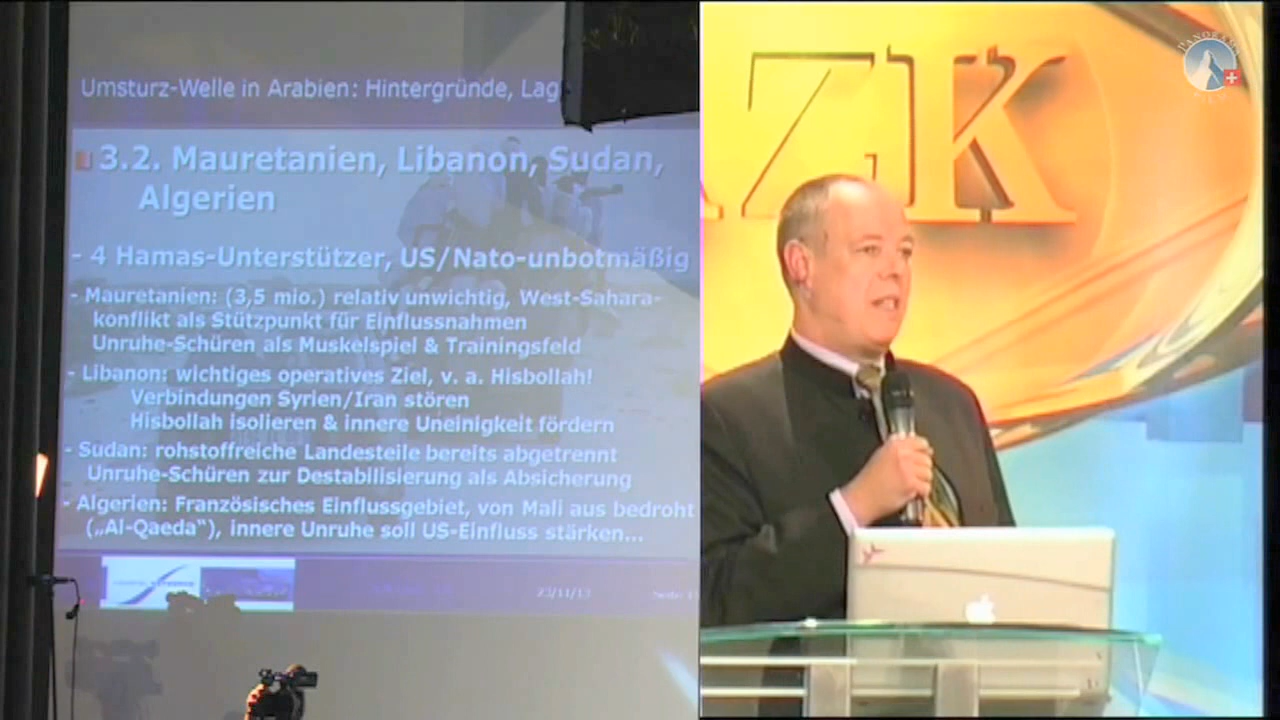 Umsturz-Welle in Arabien: Hintergründe, Lag
3.2. Mauretanien, Libanon, Sudan,
Algerien
- 4 Hamas-Unterstützer, US/Nato-unbotmäßig
- Mauretanien: (3,5 mio.) relativ unwichtig, West-Sahara-
konflikt als Stützpunkt für Einflussnahmen
Unruhe-Schüren als Muskelspiel & Trainingsfeld
- Libanon: wichtiges operatives Ziel, v. a. Hisbollah!
Verbindungen Syrien/Iran stören
Hisbollah isolieren & innere Uneinigkeit fördern
- Sudan: rohstoffreiche Landesteile bereits abgetrennt
Unruhe-Schüren zur Destabilisierung als Absicherung
- Algerien: Französisches Einflussgebiet, von Mali aus bedroht
(„Al-Qaeda“), innere Unruhe soll US-Einfluss stärken...
23/11/13
Seite
ZK
PANORAMA
FILM